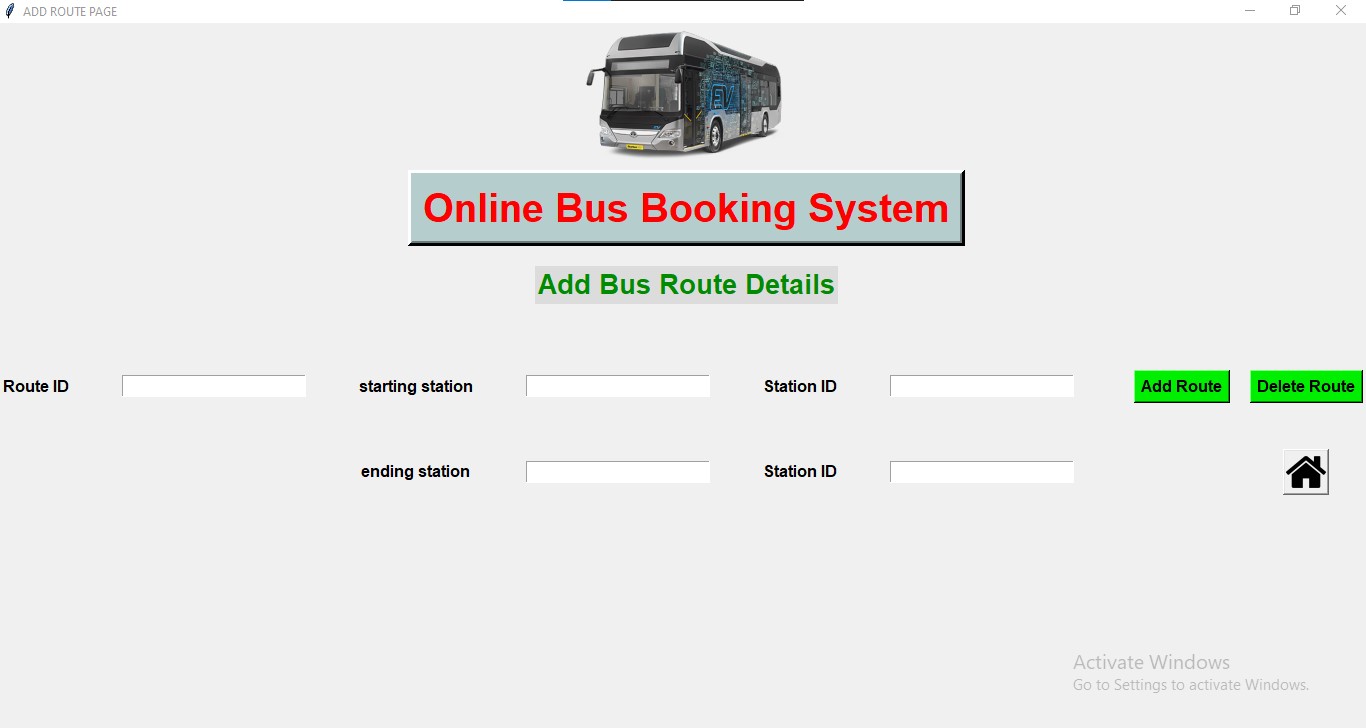 ADD ROUTE PAGE
EV
Online Bus Booking System
Add Bus Route Details
Route ID starting station Station ID Add Route Delete Route
ending station Station ID
Activate Windows
Go to Settings to activate Windows.